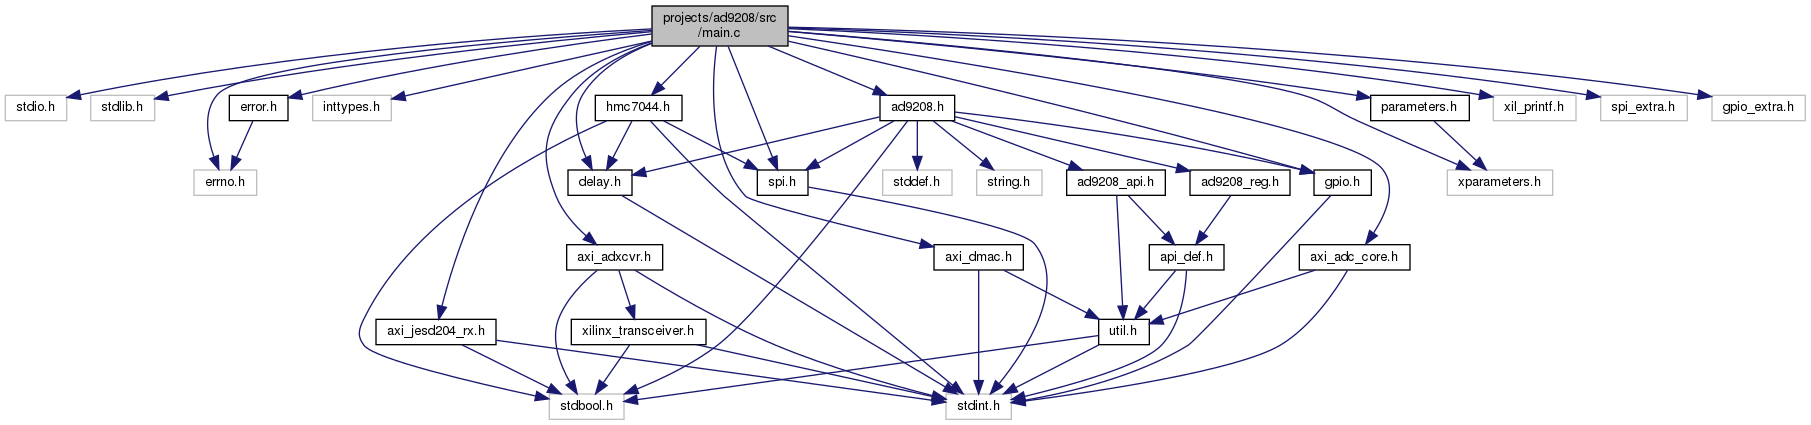 projects/ad9208/src
/main.c
stdio.h
stdlib.h
error.h
inttypes.h
hmc7044.h
ad9208.h
parameters.h
xil_printf.h
spi_extra.h
gpio_extra.h
errno.h
delay.h
spi.h
stddef.h
string.h
ad9208_api.h
ad9208_reg.h
gpio.h
xparameters.h
axi_adxcvr.h
axi_dmac.h
api_def.h
axi_adc_core.h
axi_jesd204_rx.h
xilinx_transceiver.h
util.h
stdbool.h
stdint.h